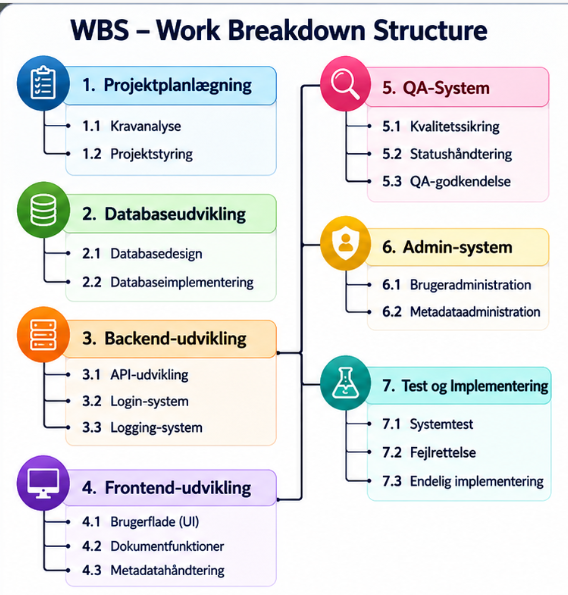 WBS – Work Breakdown Structure
1. Projektplanlægning
1.1 Kravanalyse
1.2 Projektstyring
2. Databaseudvikling
2.1 Databasedesign
2.2 Databaseimplementering
3. Backend-udvikling
3.1 API-udvikling
3.2 Login-system
3.3 Logging-system
4. Frontend-udvikling
4.1 Brugerflade (UI)
4.2 Dokumentfunktioner
4.3 Metadatahåndtering
5. QA-System
5.1 Kvalitetssikring
5.2 Statushåndtering
5.3 QA-godkendelse
6. Admin-system
6.1 Brugeradministration
6.2 Metadataadministration
7. Test og Implementering
7.1 Systemtest
7.2 Fejlrettelse
7.3 Endelig implementering